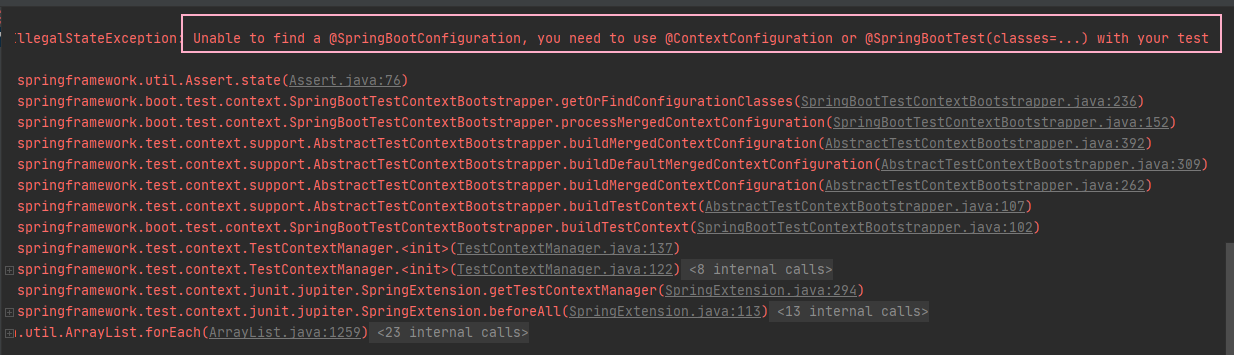 llegalStateException: Unable to find a @SpringBootConfiguration, you need to use @ContextConfiguration or @SpringBootTest(classes=...) with your test
springframework.util.Assert.state(Assert.java:76)
springframework.boot.test.context.SpringBootTestContextBootstrapper.getOrFindConfigurationClasses(SpringBootTestContextBootstrapper.java:236)
springframework.boot.test.context.SpringBootTestContextBootstrapper.processMergedContextConfiguration(SpringBootTestContextBootstrapper.java:152)
springframework.test.context.support.AbstractTestContextBootstrapper.buildMergedContextConfiguration(AbstractTestContextBootstrapper.java:392)
springframework.test.context.support.AbstractTestContextBootstrapper.buildDefaultMergedContextConfiguration(AbstractTestContextBootstrapper.java:309)
springframework.test.context.support.AbstractTestContextBootstrapper.buildMergedContextConfiguration(AbstractTestContextBootstrapper.java:262)
springframework.test.context.support.AbstractTestContextBootstrapper.buildTestContext(AbstractTestContextBootstrapper.java:107)
springframework.boot.test.context.SpringBootTestContextBootstrapper.buildTestContext(SpringBootTestContextBootstrapper.java:102)
springframework.test.context.TestContextManager.<init>(TestContextManager.java:137)
springframework.test.context.TestContextManager.<init>(TestContextManager.java:122) <8 internal calls>
springframework.test.context.junit.jupiter.SpringExtension.getTestContextManager(SpringExtension.java:294)
springframework.test.context.junit.jupiter.SpringExtension.beforeAll(SpringExtension.java:113) <13 internal calls>
.util.ArrayList.forEach(ArrayList.java:1259) <23 internal calls>